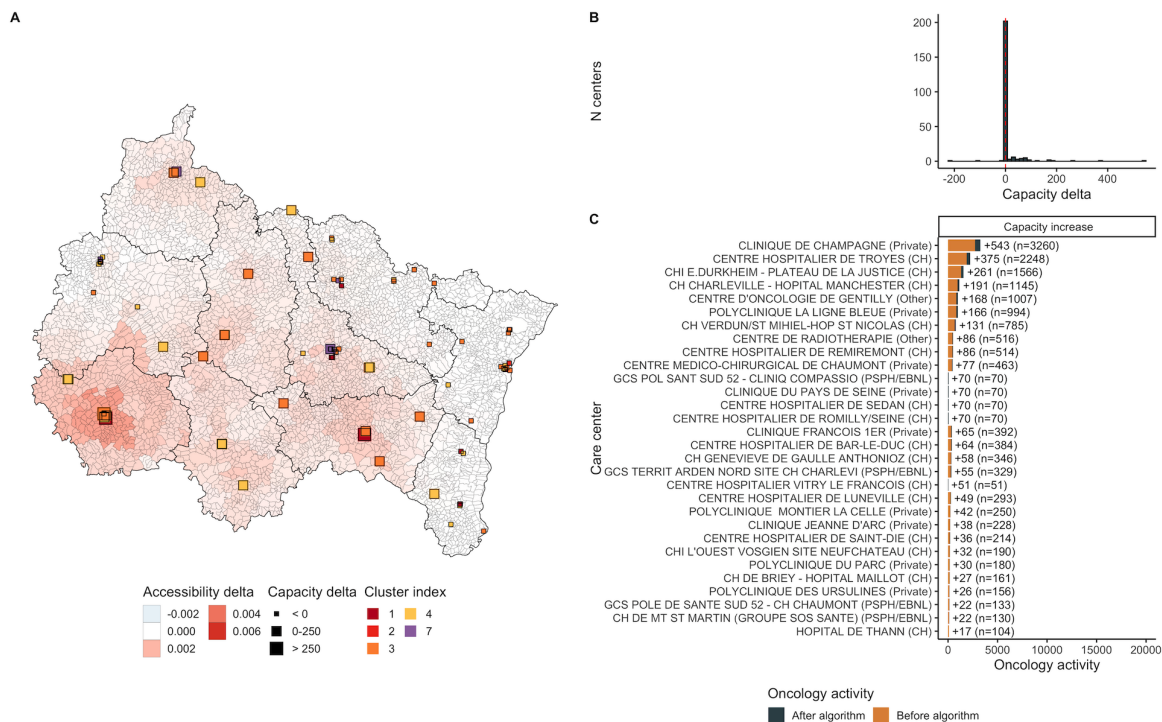 A
Accessibility delta
-0.002
0.000
0.002
0.004
0.006
Capacity delta
< 0
0-250
> 250
Cluster index
1
2
3
4
7
B
N centers
200
150
100
50
0
-200
0
200
400
Capacity delta
C
Capacity increase
Care center
CLINIQUE DE CHAMPAGNE (Private) +543 (n=3260)
CENTRE HOSPITALIER DE TROYES (CH) +375 (n=2248)
CHI E.DURKHEIM - PLATEAU DE LA JUSTICE (CH) +261 (n=1566)
CH CHARLEVILLE - HOPITAL MANCHESTER (CH) +191 (n=1145)
CENTRE D'ONCOLOGIE DE GENTILLY (Other) +168 (n=1007)
POLYCLINIQUE LA LIGNE BLEUE (Private) +166 (n=994)
CH VERDUN/ST MIHIEL-HOP ST NICOLAS (CH) +131 (n=785)
CENTRE DE RADIOTHERAPIE (Other) +86 (n=516)
CENTRE HOSPITALIER DE REMIREMONT (CH) +86 (n=514)
CENTRE MEDICO-CHIRURGICAL DE CHAUMONT (Private) +77 (n=463)
GCS POL SANT SUD 52 - CLINIQ COMPASSIO (PSPH/EBNL) +70 (n=70)
CLINIQUE DU PAYS DE SEINE (Private) +70 (n=70)
CENTRE HOSPITALIER DE SEDAN (CH) +70 (n=70)
CENTRE HOSPITALIER DE ROMILLY/SEINE (CH) +70 (n=70)
CLINIQUE FRANCOIS 1ER (Private) +65 (n=392)
CENTRE HOSPITALIER DE BAR-LE-DUC (CH) +64 (n=384)
CH GENEVIEVE DE GAULLE ANTHONIOZ (CH) +58 (n=346)
GCS TERRIT ARDEN NORD SITE CH CHARLEVI (PSPH/EBNL) +55 (n=329)
CENTRE HOSPITALIER VITRY LE FRANCOIS (CH) +51 (n=51)
CENTRE HOSPITALIER DE LUNEVILLE (CH) +49 (n=293)
POLYCLINIQUE  MONTIER LA CELLE (Private) +42 (n=250)
CLINIQUE JEANNE D'ARC (Private) +38 (n=228)
CENTRE HOSPITALIER DE SAINT-DIE (CH) +36 (n=214)
CHI L'OUEST VOSGIEN SITE NEUFCHATEAU (CH) +32 (n=190)
POLYCLINIQUE DU PARC (Private) +30 (n=180)
CH DE BRIEY - HOPITAL MAILLOT (CH) +27 (n=161)
POLYCLINIQUE DES URSULINES (Private) +26 (n=156)
GCS POLE DE SANTE SUD 52 - CH CHAUMONT (PSPH/EBNL) +22 (n=133)
CH DE MT ST MARTIN (GROUPE SOS SANTE) (PSPH/EBNL) +22 (n=130)
HOPITAL DE THANN (CH) +17 (n=104)
0
5000
10000
15000
20000
Oncology activity
Oncology activity
After algorithm
Before algorithm